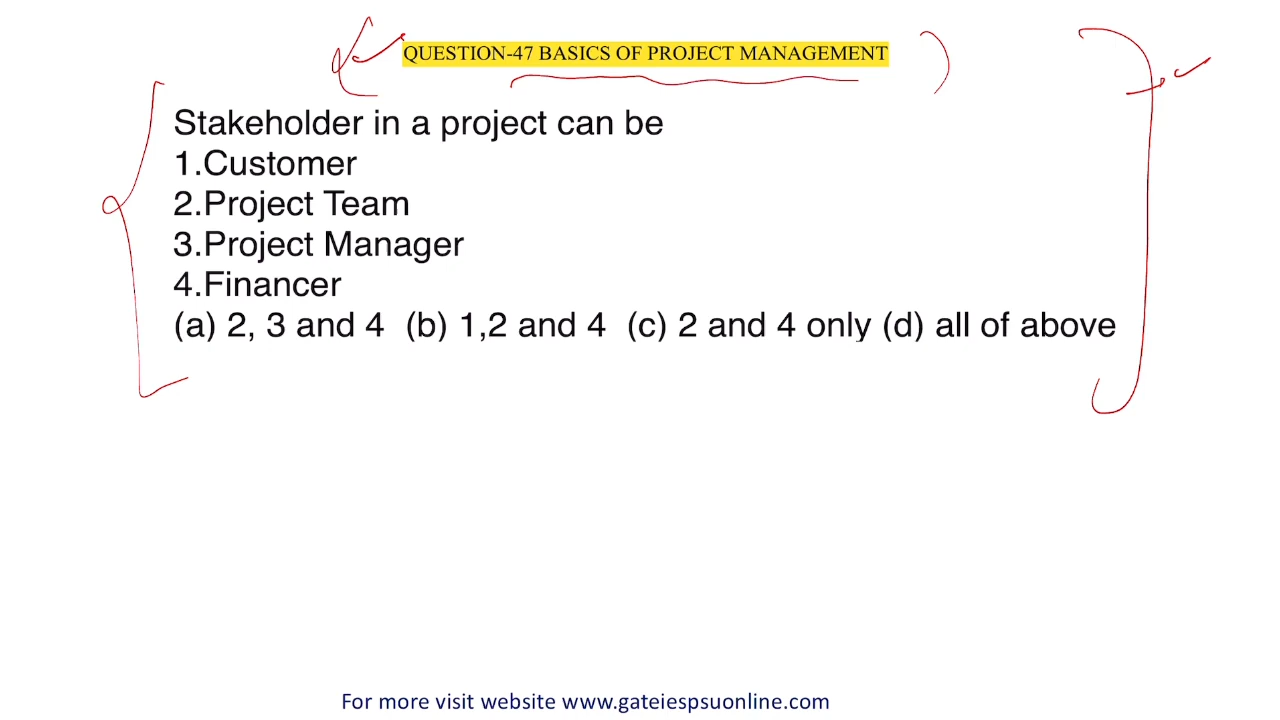 QUESTION-47 BASICS OF PROJECT MANAGEMENT
Stakeholder in a project can be
1.Customer
2.Project Team
3.Project Manager
4.Financer
(a) 2, 3 and 4 (b) 1,2 and 4 (c) 2 and 4 only (d) all of above
For more visit website www.gateiespsuonline.com